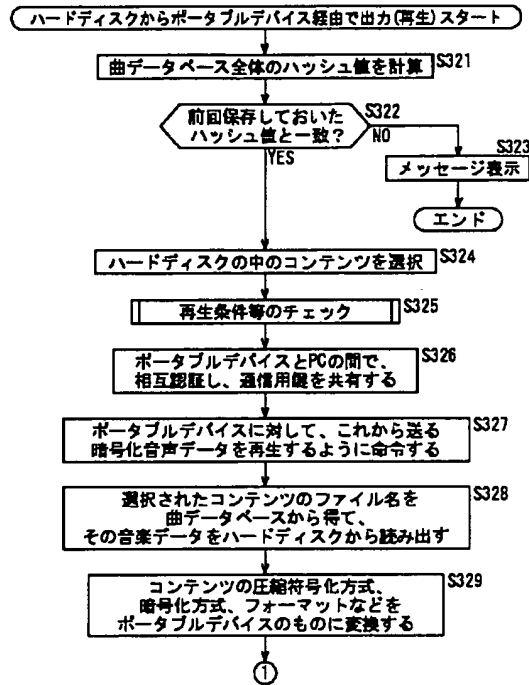 ハードディスクからポータブルデバイス経由で出力(再生)スタート
曲データベース全体のハッシュ値を計算
S321
前回保存しておいた
ハッシュ値と一致?
S322
NO
YES
S323
メッセージ表示
エンド
ハードディスクの中のコンテンツを選択
S324
再生条件等のチェック
S325
ポータブルデバイスとPCの間で、
相互認証し、通信用鍵を共有する
S326
ポータブルデバイスに対して、これから送る
暗号化音声データを再生するように命令する
S327
選択されたコンテンツのファイル名を
曲データベースから得て、
その音楽データをハードディスクから読み出す
S328
コンテンツの圧縮符号化方式、
暗号化方式、フォーマットなどを
ポータブルデバイスのものに変換する
S329
1